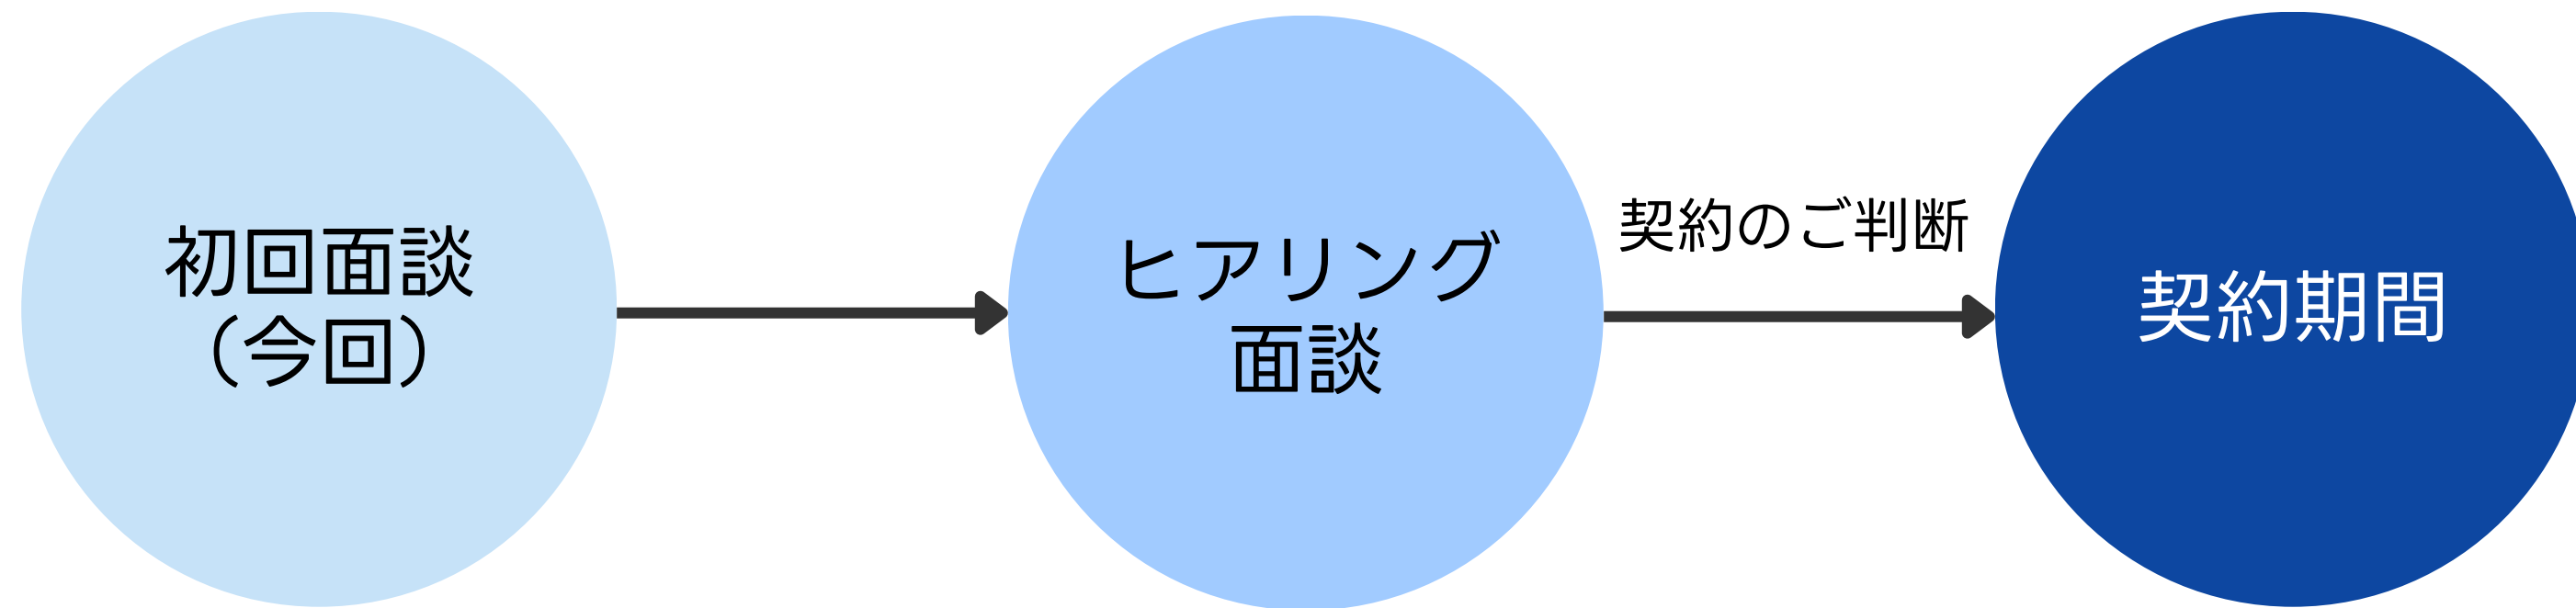 初回面談
（今回）
ヒアリング
面談
契約のご判断
契約期間